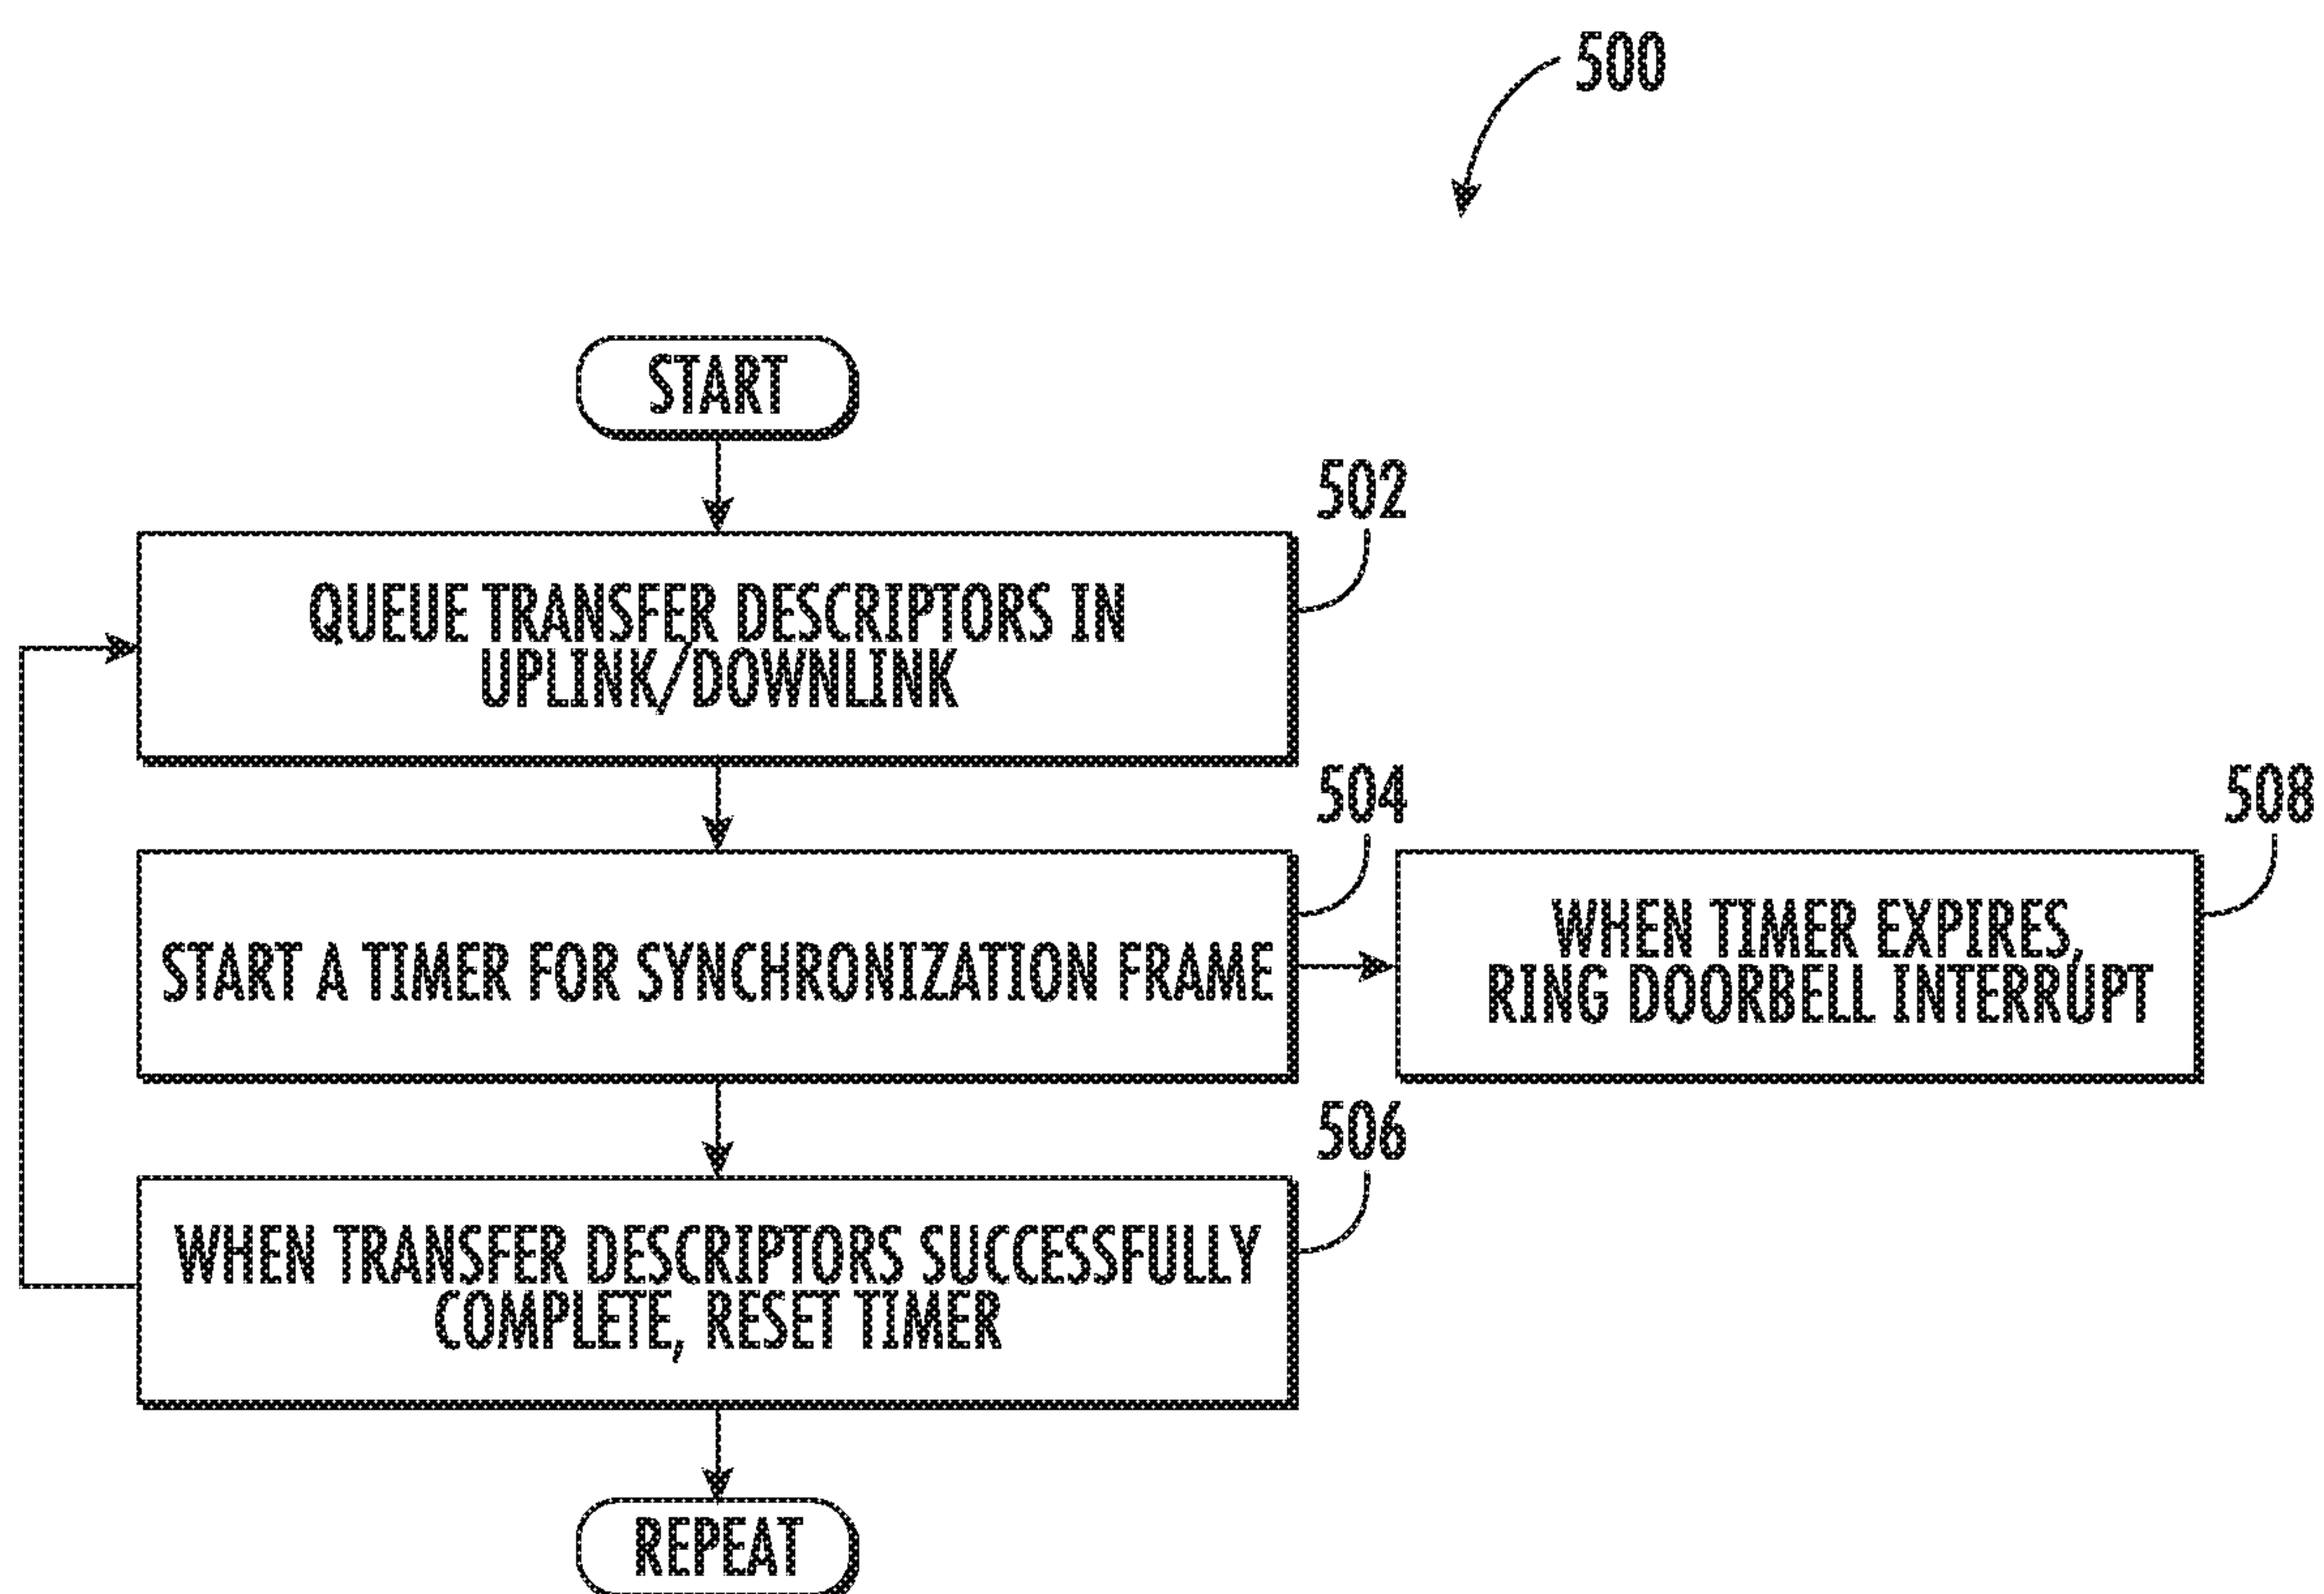 500
START
502
QUEUE TRANSFER DESCRIPTORS IN
UPLINK/DOWNLINK
504
START A TIMER FOR SYNCHRONIZATION FRAME
508
WHEN TIMER EXPIRES,
RING DOORBELL INTERRUPT
506
WHEN TRANSFER DESCRIPTORS SUCCESSFULLY
COMPLETE, RESET TIMER
REPEAT